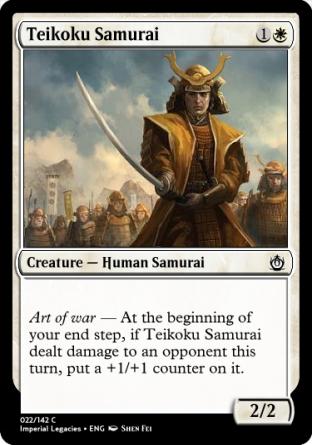 Teikoku Samurai 1
Creature — Human Samurai
Art of war — At the beginning of
your end step, if Teikoku Samurai
dealt damage to an opponent this
turn, put a +1/+1 counter on it.
2/2
022/142 C
Imperial Legacies • ENG Shen Fei